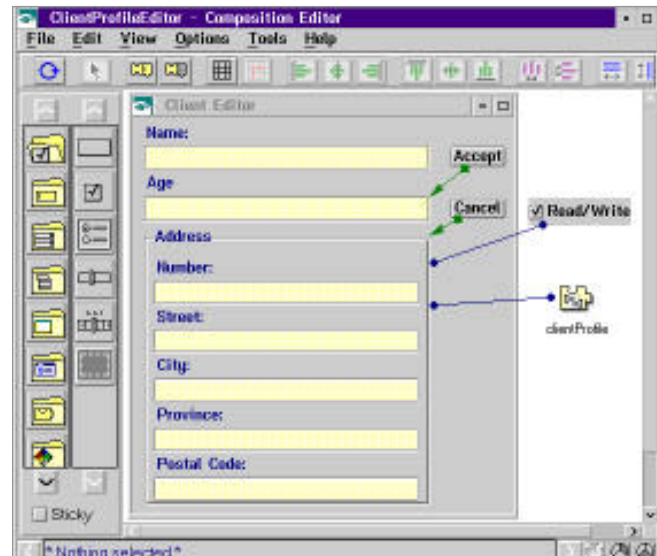 ClientProfileEditor - Composition Editor
File Edit View Options Tools Help
Client Editor
Name:
Accept
Age
Cancel
Read/Write
Address
Number:
clientProfile
Street:
City:
Province:
Postal Code:
Sticky
*Nothing selected*